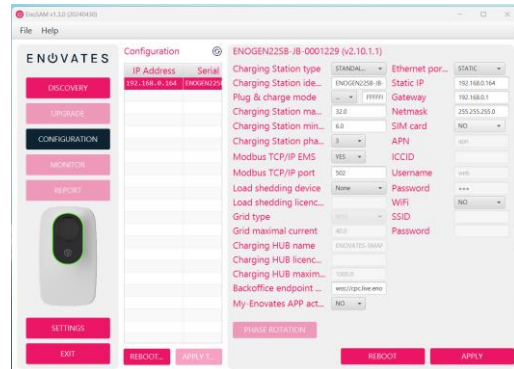 EnoSAM v1.3.0 (20240430)
File Help
ENOVATES
DISCOVERY
UPGRADE
CONFIGURATION
MONITOR
REPORT
SETTINGS
EXIT
Configuration
IP Address Serial
192.168.0.164 ENOGEN22S
REBOOT... APPLY T...
ENOGEN22SB-JB-0001229 (v2.10.1.1)
Charging Station type STANDAL...
Charging Station ide... ENOGEN22SB-JB-
Plug & charge mode ...
Charging Station ma... 32.0
Charging Station min... 6.0
Charging Station pha... 3
Modbus TCP/IP EMS YES
Modbus TCP/IP port 502
Load shedding device None
Load shedding licenc...
Grid type
Grid maximal current 40.0
Charging HUB name ENOVATES-SMAP
Charging HUB licenc...
Charging HUB maxim...
Backoffice endpoint ... wss://cpc.live.eno
My-Enovates APP act... NO
PHASE ROTATION
Ethernet por... STATIC
Static IP 192.168.0.164
Gateway 192.168.0.1
Netmask 255.255.255.0
SIM card NO
APN
ICCID
Username
Password ***
WiFi NO
SSID
Password
REBOOT APPLY